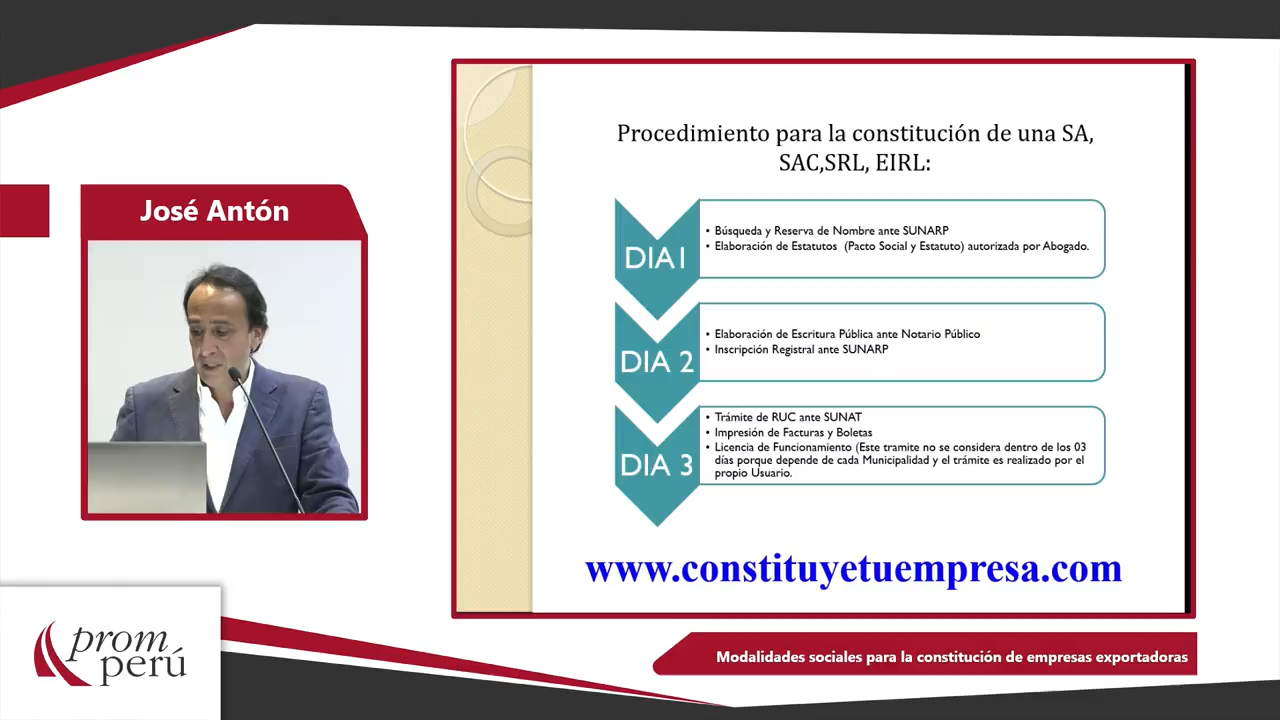 José Antón
Procedimiento para la constitución de una SA,
SAC,SRL, EIRL:
DIA1
• Búsqueda y Reserva de Nombre ante SUNARP
• Elaboración de Estatutos (Pacto Social y Estatuto) autorizada por Abogado.
DIA 2
• Elaboración de Escritura Pública ante Notario Público
• Inscripción Registral ante SUNARP
DIA 3
• Trámite de RUC ante SUNAT
• Impresión de Facturas y Boletas
• Licencia de Funcionamiento (Este tramite no se considera dentro de los 03
días porque depende de cada Municipalidad y el trámite es realizado por el
propio Usuario.
www.constituyetuempresa.com
prom
perú
Modalidades sociales para la constitución de empresas exportadoras